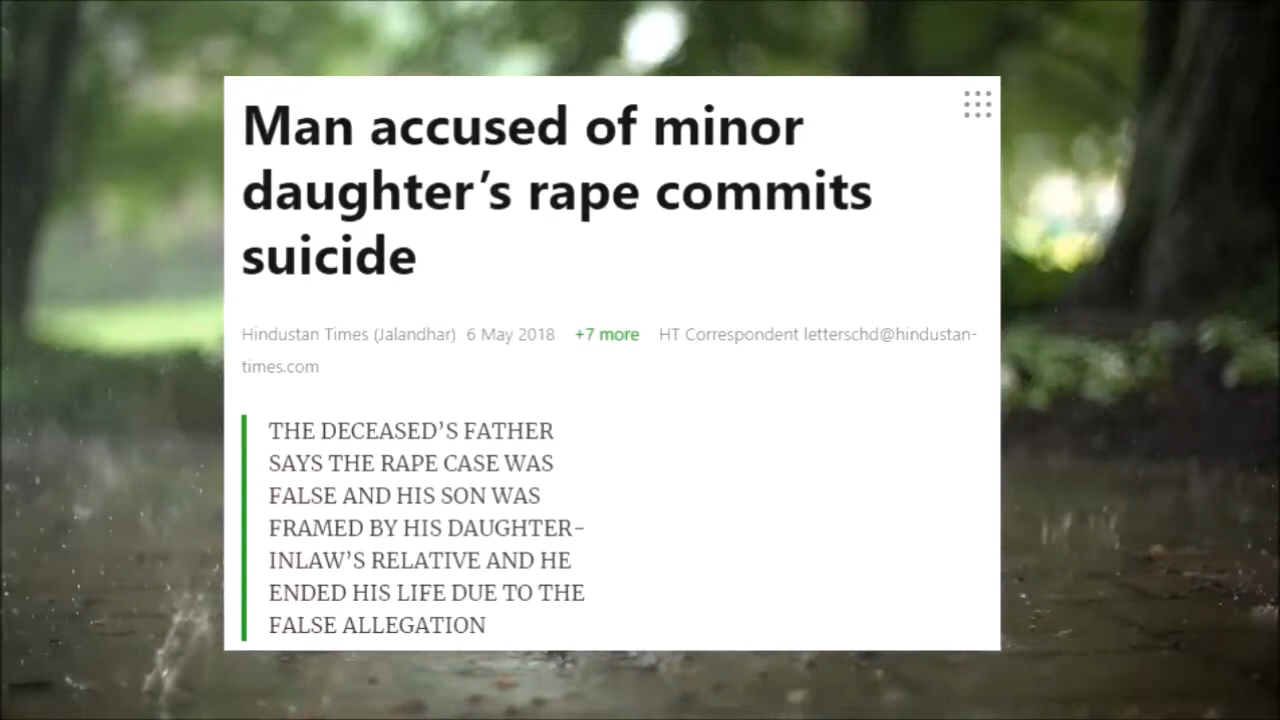 Man accused of minor
daughter’s rape commits
suicide
Hindustan Times (Jalandhar) 6 May 2018 +7 more HT Correspondent letterschd@hindustan-
times.com
THE DECEASED’S FATHER
SAYS THE RAPE CASE WAS
FALSE AND HIS SON WAS
FRAMED BY HIS DAUGHTER-
INLAW’S RELATIVE AND HE
ENDED HIS LIFE DUE TO THE
FALSE ALLEGATION